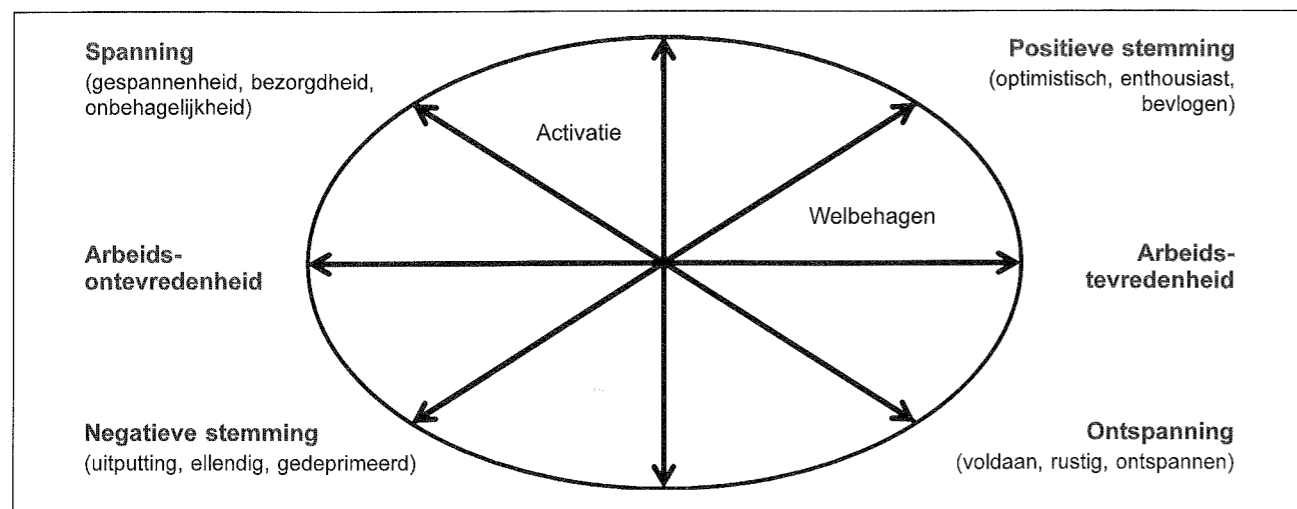 Spanning
(gespannenheid, bezorgdheid,
onbehagelijkheid)
Positieve stemming
(optimistisch, enthousiast,
bevlogen)
Activatie
Welbehagen
Arbeids-
ontevredenheid
Arbeids-
tevredenheid
Negatieve stemming
(uitputting, ellendig, gedeprimeerd)
Ontspanning
(voldaan, rustig, ontspannen)